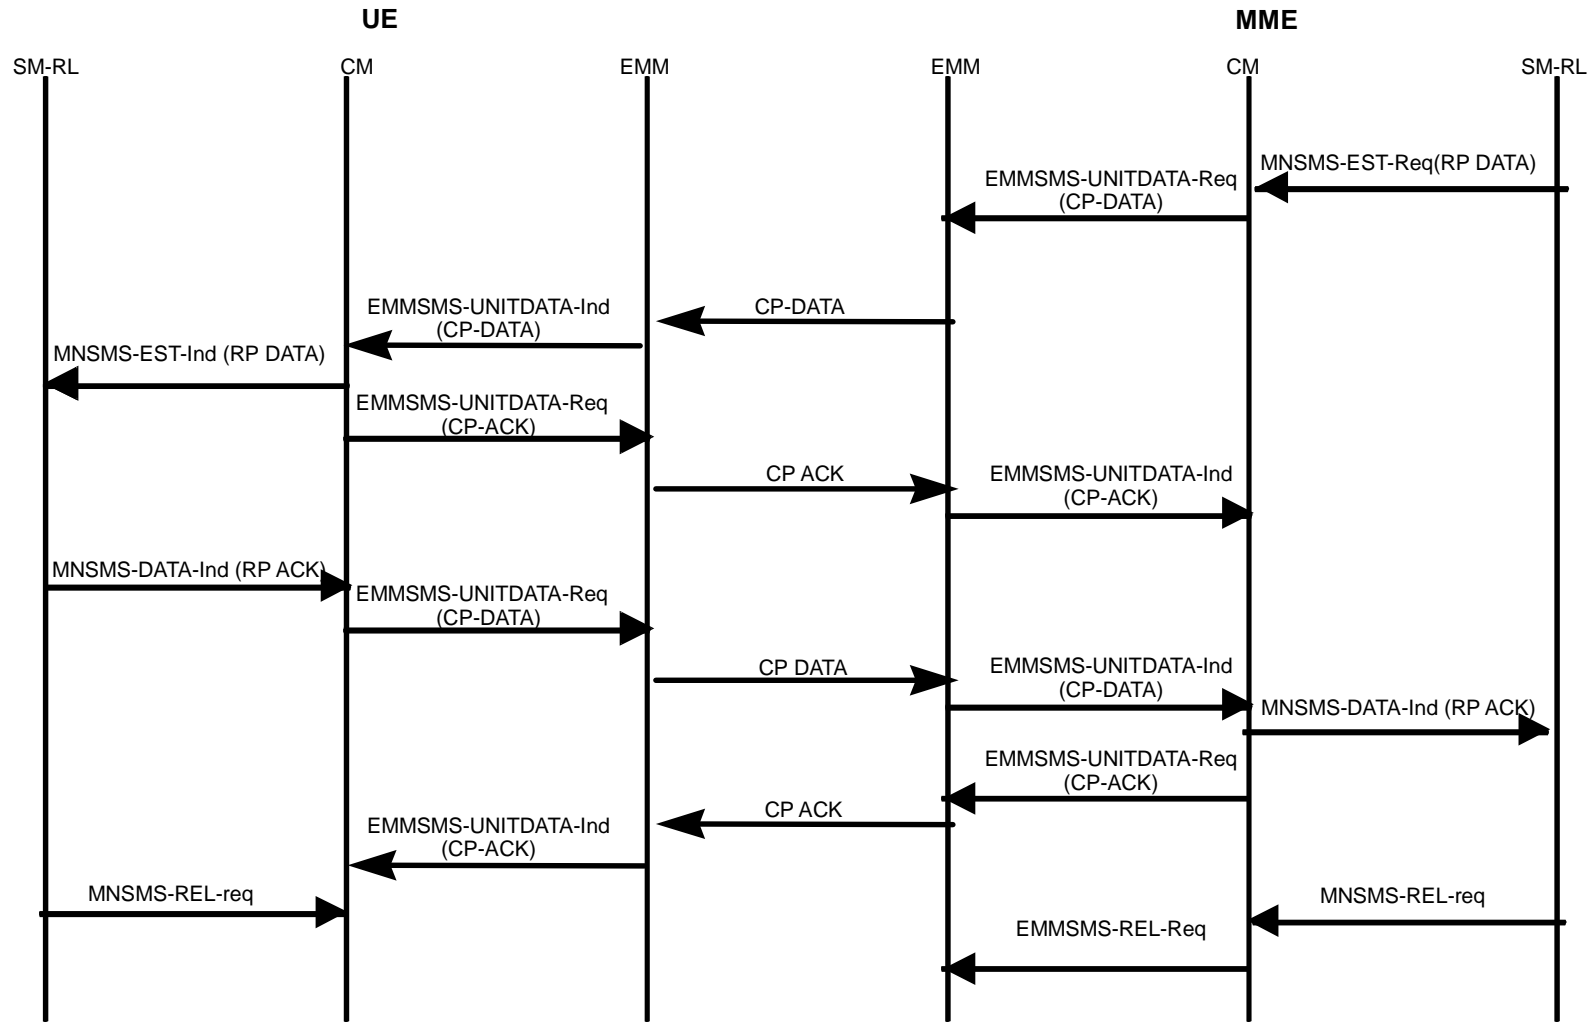 UE
MME
SM-RL
CM
EMM
EMM
CM
SM-RL
MNSMS-EST-Req(RP DATA)
EMMSMS-UNITDATA-Req
(CP-DATA)
CP-DATA
EMMSMS-UNITDATA-Ind
(CP-DATA)
MNSMS-EST-Ind (RP DATA)
EMMSMS-UNITDATA-Req
(CP-ACK)
CP ACK
EMMSMS-UNITDATA-Ind
(CP-ACK)
MNSMS-DATA-Ind (RP ACK)
EMMSMS-UNITDATA-Req
(CP-DATA)
CP DATA
EMMSMS-UNITDATA-Ind
(CP-DATA)
MNSMS-DATA-Ind (RP ACK)
EMMSMS-UNITDATA-Req
(CP-ACK)
CP ACK
EMMSMS-UNITDATA-Ind
(CP-ACK)
MNSMS-REL-req
MNSMS-REL-req
EMMSMS-REL-Req